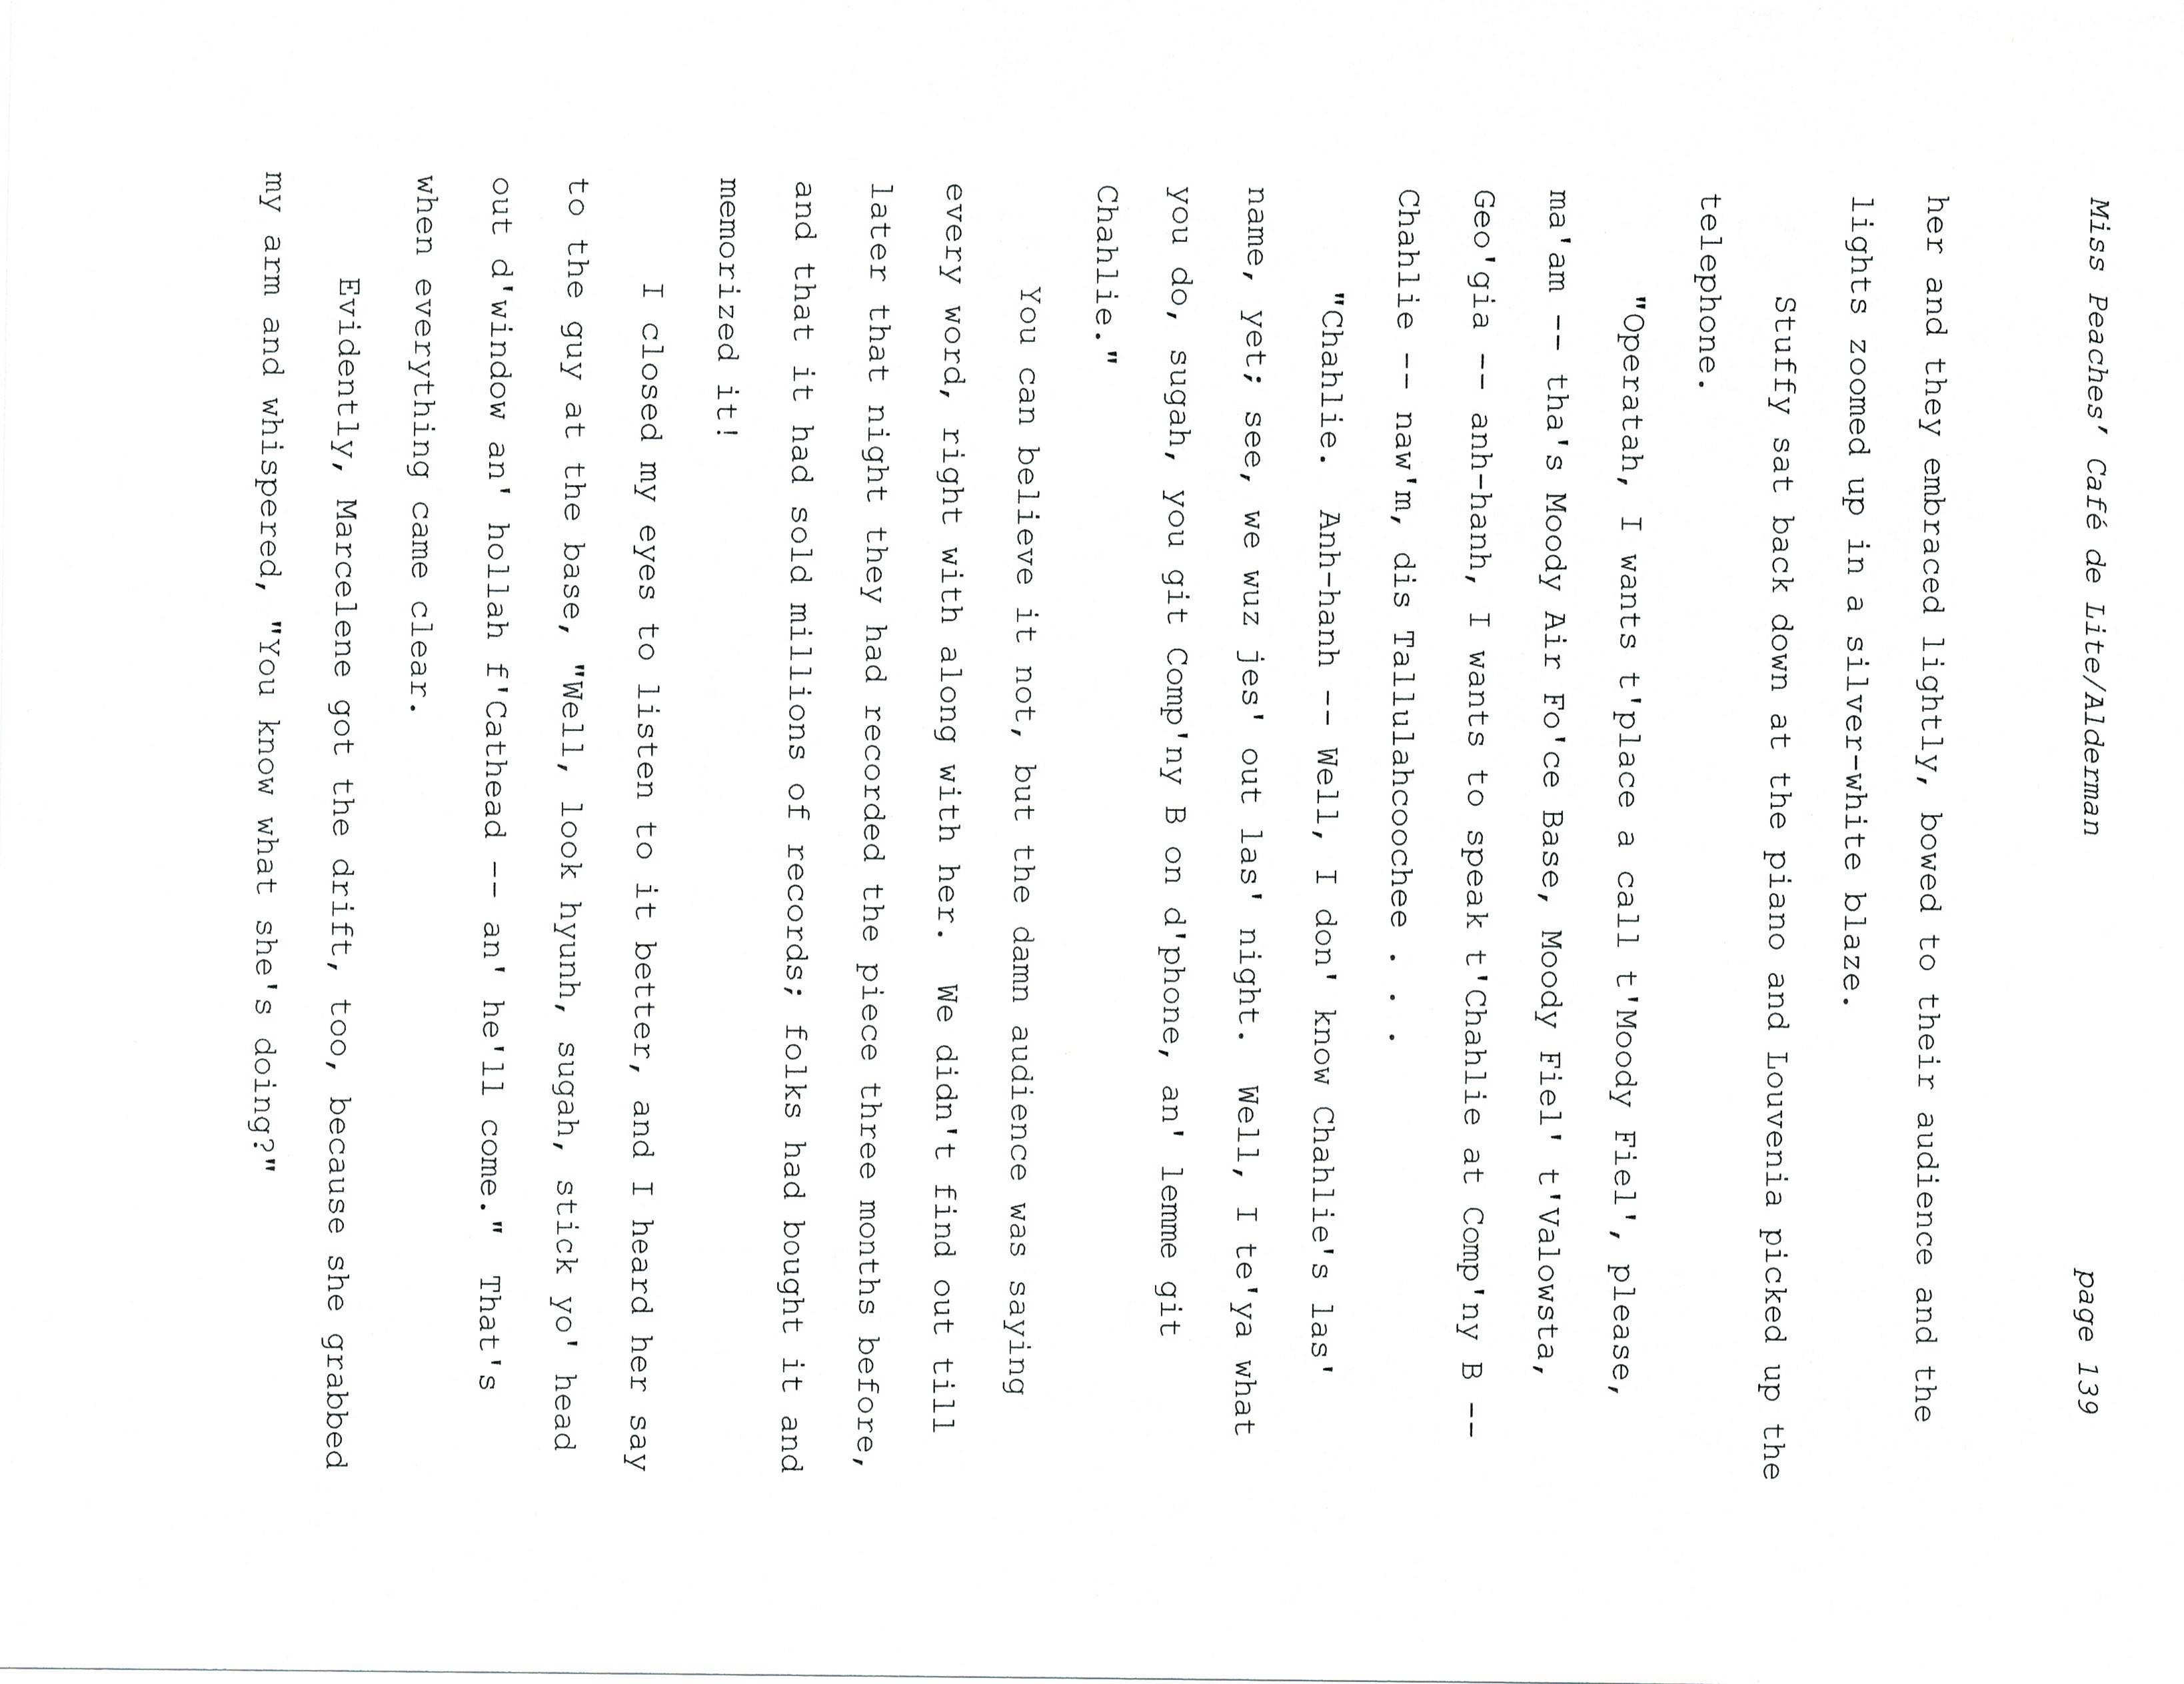 Miss Peaches' Café de Lite/Alderman page 139
her and they embraced lightly, bowed to their audience and the
lights zoomed up in a silver-white blaze.
Stuffy sat back down at the piano and Louvenia picked up the
telephone.
"Operatah, I wants t'place a call t'Moody Fiel', please,
ma'am -- tha's Moody Air Fo'ce Base, Moody Fiel' t'Valowsta,
Geo'gia -- anh-hanh, I wants to speak t'Chahlie at Comp'ny B --
Chahlie -- naw'm, dis Tallulahcoochee . . .
"Chahlie.  Anh-hanh -- Well, I don' know Chahlie's las'
name, yet; see, we wuz jes' out las' night.  Well, I te'ya what
you do, sugah, you git Comp'ny B on d'phone, an' lemme git
Chahlie."
You can believe it not, but the damn audience was saying
every word, right with along with her.  We didn't find out till
later that night they had recorded the piece three months before,
and that it had sold millions of records; folks had bought it and
memorized it!
I closed my eyes to listen to it better, and I heard her say
to the guy at the base, "Well, look hyunh, sugah, stick yo' head
out d'window an' hollah f'Cathead -- an' he'll come."  That's
when everything came clear.
Evidently, Marcelene got the drift, too, because she grabbed
my arm and whispered, "You know what she's doing?"